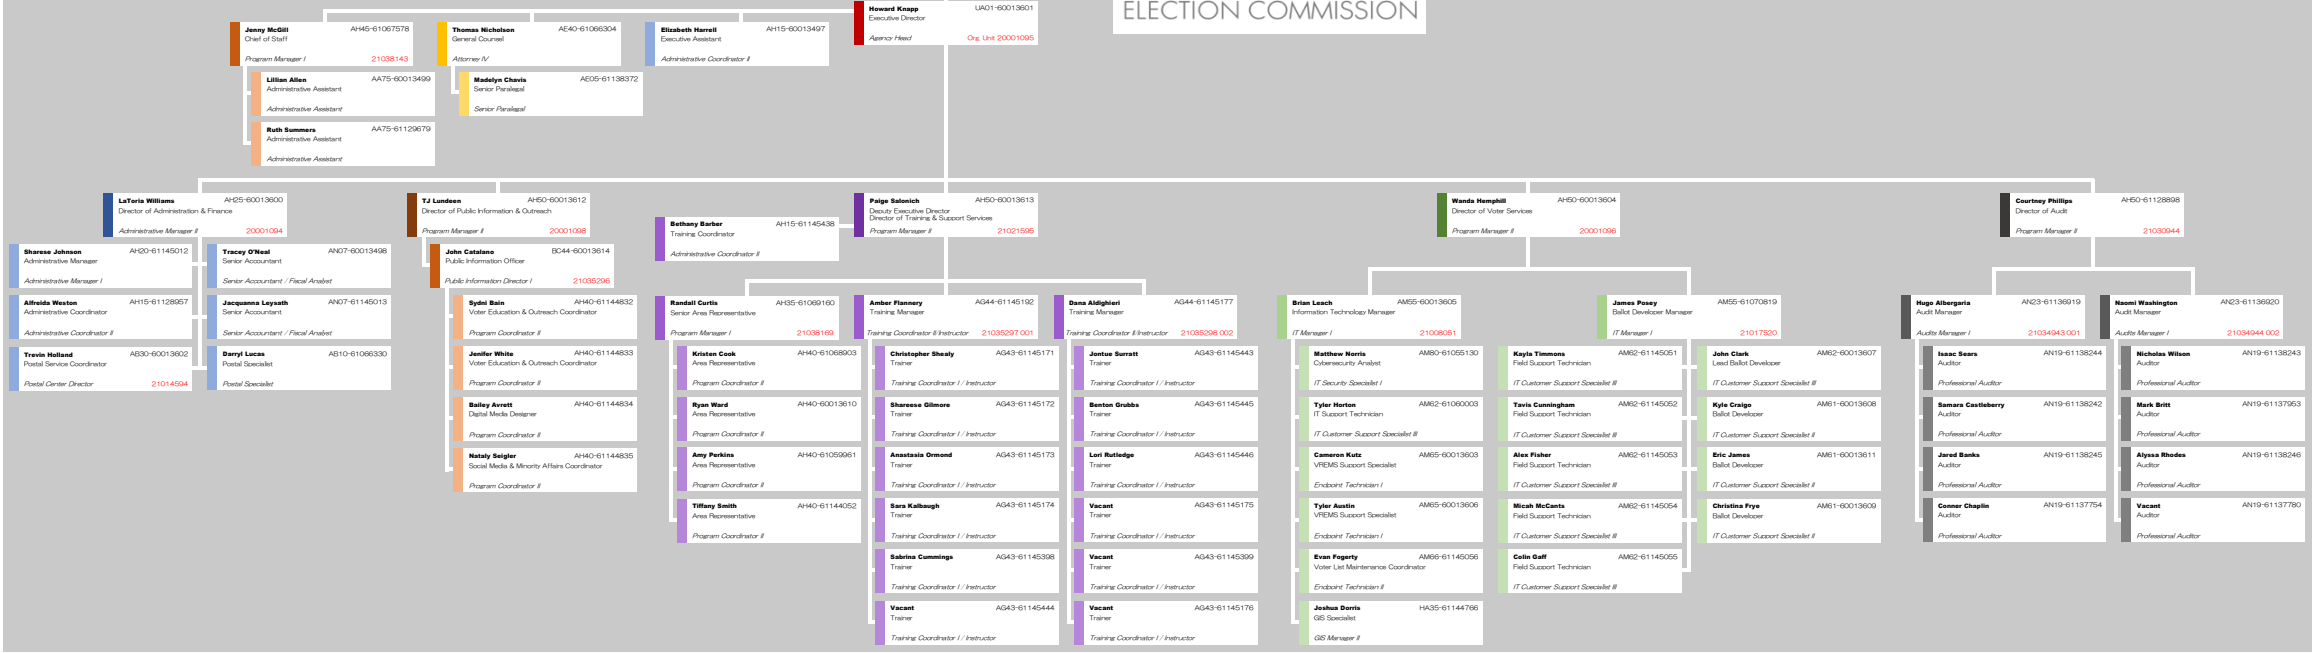 ELECTION COMMISSION
Howard Knapp UA01-60013601
Executive Director
Agency Head Org. Unit 20001095
Jenny McGill AH45-61067578
Chief of Staff
Program Manager I 21038143
Thomas Nicholson AE40-61066304
General Counsel
Attorney IV
Elizabeth Harrell AH15-60013497
Executive Assistant
Administrative Coordinator II
Lillian Allen AA75-60013499
Administrative Assistant
Administrative Assistant
Madelyn Chavis AE05-61138372
Senior Paralegal
Senior Paralegal
Ruth Summers AA75-61129679
Administrative Assistant
Administrative Assistant
LaToria Williams AH25-60013600
Director of Administration & Finance
Administrative Manager II 20001094
Sharese Johnson AH20-61145012
Administrative Manager
Administrative Manager I
Tracey O'Neal AN07-60013498
Senior Accountant
Senior Accountant / Fiscal Analyst
Alfreida Weston AH15-61128957
Administrative Coordinator
Administrative Coordinator II
Jacquanna Leysath AN07-61145013
Senior Accountant
Senior Accountant / Fiscal Analyst
Trevin Holland AB30-60013602
Postal Service Coordinator
Postal Center Director 21014594
Darryl Lucas AB10-61066330
Postal Specialist
Postal Specialist
TJ Lundeen AH50-60013612
Director of Public Information & Outreach
Program Manager II 20001098
John Catalano BC44-60013614
Public Information Officer
Public Information Director I 21035296
Sydni Bain AH40-61144832
Voter Education & Outreach Coordinator
Program Coordinator II
Jenifer White AH40-61144833
Voter Education & Outreach Coordinator
Program Coordinator II
Bailey Avrett AH40-61144834
Digital Media Designer
Program Coordinator II
Nataly Seigler AH40-61144835
Social Media & Minority Affairs Coordinator
Program Coordinator II
Paige Salonich AH50-60013613
Deputy Executive Director
Director of Training & Support Services
Program Manager II 21021595
Bethany Barber AH15-61145438
Training Coordinator
Administrative Coordinator II
Randall Curtis AH35-61069160
Senior Area Representative
Program Manager I 21038169
Kristen Cook AH40-61068903
Area Representative
Program Coordinator II
Ryan Ward AH40-60013610
Area Representative
Program Coordinator II
Amy Perkins AH40-61059961
Area Representative
Program Coordinator II
Tiffany Smith AH40-61144052
Area Representative
Program Coordinator II
Amber Flannery AG44-61145192
Training Manager
Training Coordinator II/Instructor 21035297 001
Christopher Shealy AG43-61145171
Trainer
Training Coordinator I / Instructor
Shareese Gilmore AG43-61145172
Trainer
Training Coordinator I / Instructor
Anastasia Ormond AG43-61145173
Trainer
Training Coordinator I / Instructor
Sara Kalbaugh AG43-61145174
Trainer
Training Coordinator I / Instructor
Sabrina Cummings AG43-61145398
Trainer
Training Coordinator I / Instructor
Vacant AG43-61145444
Trainer
Training Coordinator I / Instructor
Dana Aldighieri AG44-61145177
Training Manager
Training Coordinator II/Instructor 21035298 002
Jontue Surratt AG43-61145443
Trainer
Training Coordinator I / Instructor
Benton Grubbs AG43-61145445
Trainer
Training Coordinator I / Instructor
Lori Rutledge AG43-61145446
Trainer
Training Coordinator I / Instructor
Vacant AG43-61145175
Trainer
Training Coordinator I / Instructor
Vacant AG43-61145399
Trainer
Training Coordinator I / Instructor
Vacant AG43-61145176
Trainer
Training Coordinator I / Instructor
Wanda Hemphill AH50-60013604
Director of Voter Services
Program Manager II 20001096
Brian Leach AM55-60013605
Information Technology Manager
IT Manager I 21008051
Matthew Norris AM80-61055130
Cybersecurity Analyst
IT Security Specialist I
Tyler Horton AM62-61060003
IT Support Technician
IT Customer Support Specialist III
Cameron Kutz AM65-60013603
VREMS Support Specialist
Endpoint Technician I
Tyler Austin AM65-60013606
VREMS Support Specialist
Endpoint Technician I
Evan Fogerty AM66-61145056
Voter List Maintenance Coordinator
Endpoint Technician II
Joshua Dorris HA35-61144766
GIS Specialist
GIS Manager II
James Posey AM55-61070819
Ballot Developer Manager
IT Manager I 21017520
Kayla Timmons AM62-61145051
Field Support Technician
IT Customer Support Specialist III
John Clark AM62-60013607
Lead Ballot Developer
IT Customer Support Specialist III
Tavis Cunningham AM62-61145052
Field Support Technician
IT Customer Support Specialist III
Kyle Craigo AM61-60013608
Ballot Developer
IT Customer Support Specialist II
Alex Fisher AM62-61145053
Field Support Technician
IT Customer Support Specialist III
Eric James AM61-60013611
Ballot Developer
IT Customer Support Specialist II
Micah McCants AM62-61145054
Field Support Technician
IT Customer Support Specialist III
Christina Frye AM61-60013609
Ballot Developer
IT Customer Support Specialist II
Colin Gaff AM62-61145055
Field Support Technician
IT Customer Support Specialist III
Courtney Phillips AH50-61128898
Director of Audit
Program Manager II 21030944
Hugo Albergaria AN23-61136919
Audit Manager
Audits Manager I 21034943 001
Isaac Sears AN19-61138244
Auditor
Professional Auditor
Samara Castleberry AN19-61138242
Auditor
Professional Auditor
Jared Banks AN19-61138245
Auditor
Professional Auditor
Conner Chaplin AN19-61137754
Auditor
Professional Auditor
Naomi Washington AN23-61136920
Audit Manager
Audits Manager I 21034944 002
Nicholas Wilson AN19-61138243
Auditor
Professional Auditor
Mark Britt AN19-61137953
Auditor
Professional Auditor
Alyssa Rhodes AN19-61138246
Auditor
Professional Auditor
Vacant AN19-61137780
Auditor
Professional Auditor